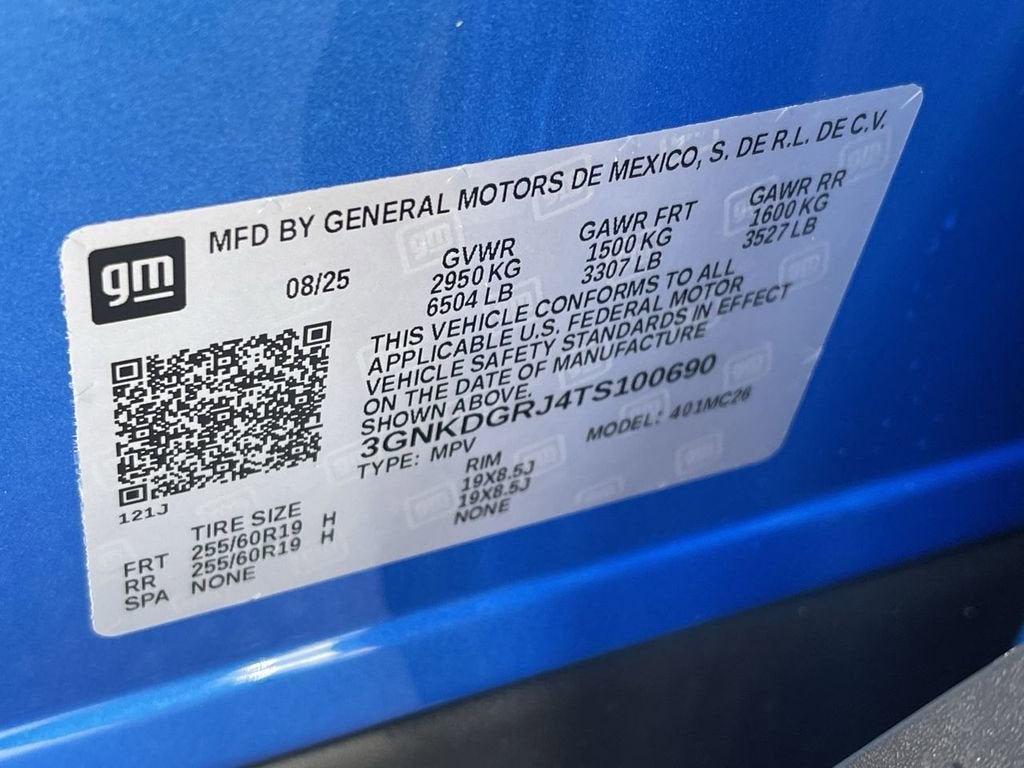 gm
MFD BY GENERAL MOTORS DE MEXICO, S. DE R.L. DE C.V.
08/25
GVWR
2950 KG
6504 LB
GAWR FRT
1500 KG
3307 LB
GAWR RR
1600 KG
3527 LB
THIS VEHICLE CONFORMS TO ALL
APPLICABLE U.S. FEDERAL MOTOR
VEHICLE SAFETY STANDARDS IN EFFECT
ON THE DATE OF MANUFACTURE
SHOWN ABOVE.
3GNKDGRJ4TS100690
TYPE: MPV
MODEL: 401MC26
121J
TIRE SIZE
RIM
FRT 255/60R19 H 19X8.5J
RR 255/60R19 H 19X8.5J
SPA NONE NONE